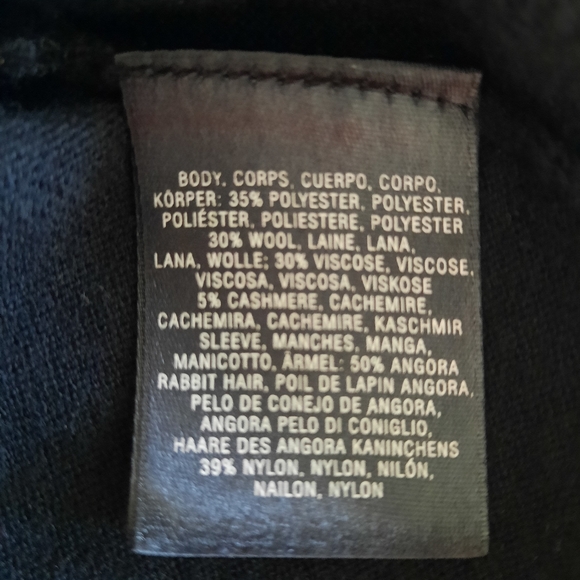 BODY, CORPS, CUERPO, CORPO,
KÖRPER: 35% POLYESTER, POLYESTER,
POLIÉSTER, POLIESTERE, POLYESTER
30% WOOL, LAINE, LANA,
LANA, WOLLE; 30% VISCOSE, VISCOSE,
VISCOSA, VISCOSA, VISKOSE
5% CASHMERE, CACHEMIRE,
CACHEMIRA, CACHEMIRE, KASCHMIR
SLEEVE, MANCHES, MANGA,
MANICOTTO, ÄRMEL: 50% ANGORA
RABBIT HAIR, POIL DE LAPIN ANGORA,
PELO DE CONEJO DE ANGORA,
ANGORA PELO DI CONIGLIO,
HAARE DES ANGORA KANINCHENS
39% NYLON, NYLON, NILÓN,
NAILON, NYLON